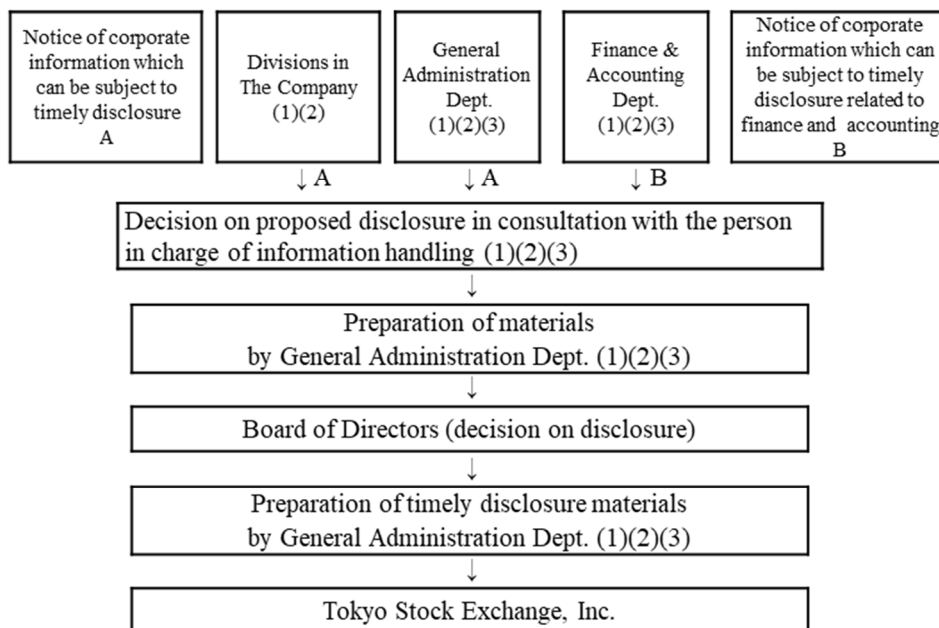 Notice of corporate
information which
can be subject to
timely disclosure
A
Divisions in
The Company
(1)(2)
General
Administration
Dept.
(1)(2)(3)
Finance &
Accounting
Dept.
(1)(2)(3)
Notice of corporate
information which can
be subject to timely
disclosure related to
finance and accounting
B
↓ A
↓ A
↓ B
Decision on proposed disclosure in consultation with the person
in charge of information handling (1)(2)(3)
↓
Preparation of materials
by General Administration Dept. (1)(2)(3)
↓
Board of Directors (decision on disclosure)
↓
Preparation of timely disclosure materials
by General Administration Dept. (1)(2)(3)
↓
Tokyo Stock Exchange, Inc.